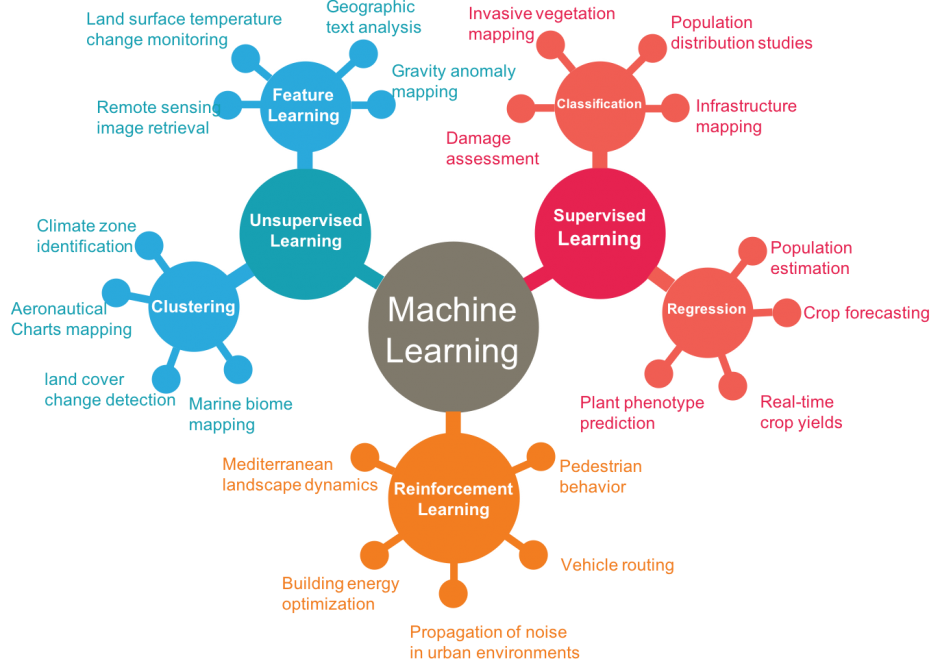 Land surface temperature
change monitoring
Geographic
text analysis
Gravity anomaly
mapping
Remote sensing
image retrieval
Feature
Learning
Invasive vegetation
mapping
Population
distribution studies
Classification
Infrastructure
mapping
Damage
assessment
Unsupervised
Learning
Supervised
Learning
Climate zone
identification
Aeronautical
Charts mapping
Clustering
land cover
change detection
Marine biome
mapping
Machine
Learning
Population
estimation
Regression
Crop forecasting
Plant phenotype
prediction
Real-time
crop yields
Mediterranean
landscape dynamics
Reinforcement
Learning
Pedestrian
behavior
Building energy
optimization
Vehicle routing
Propagation of noise
in urban environments